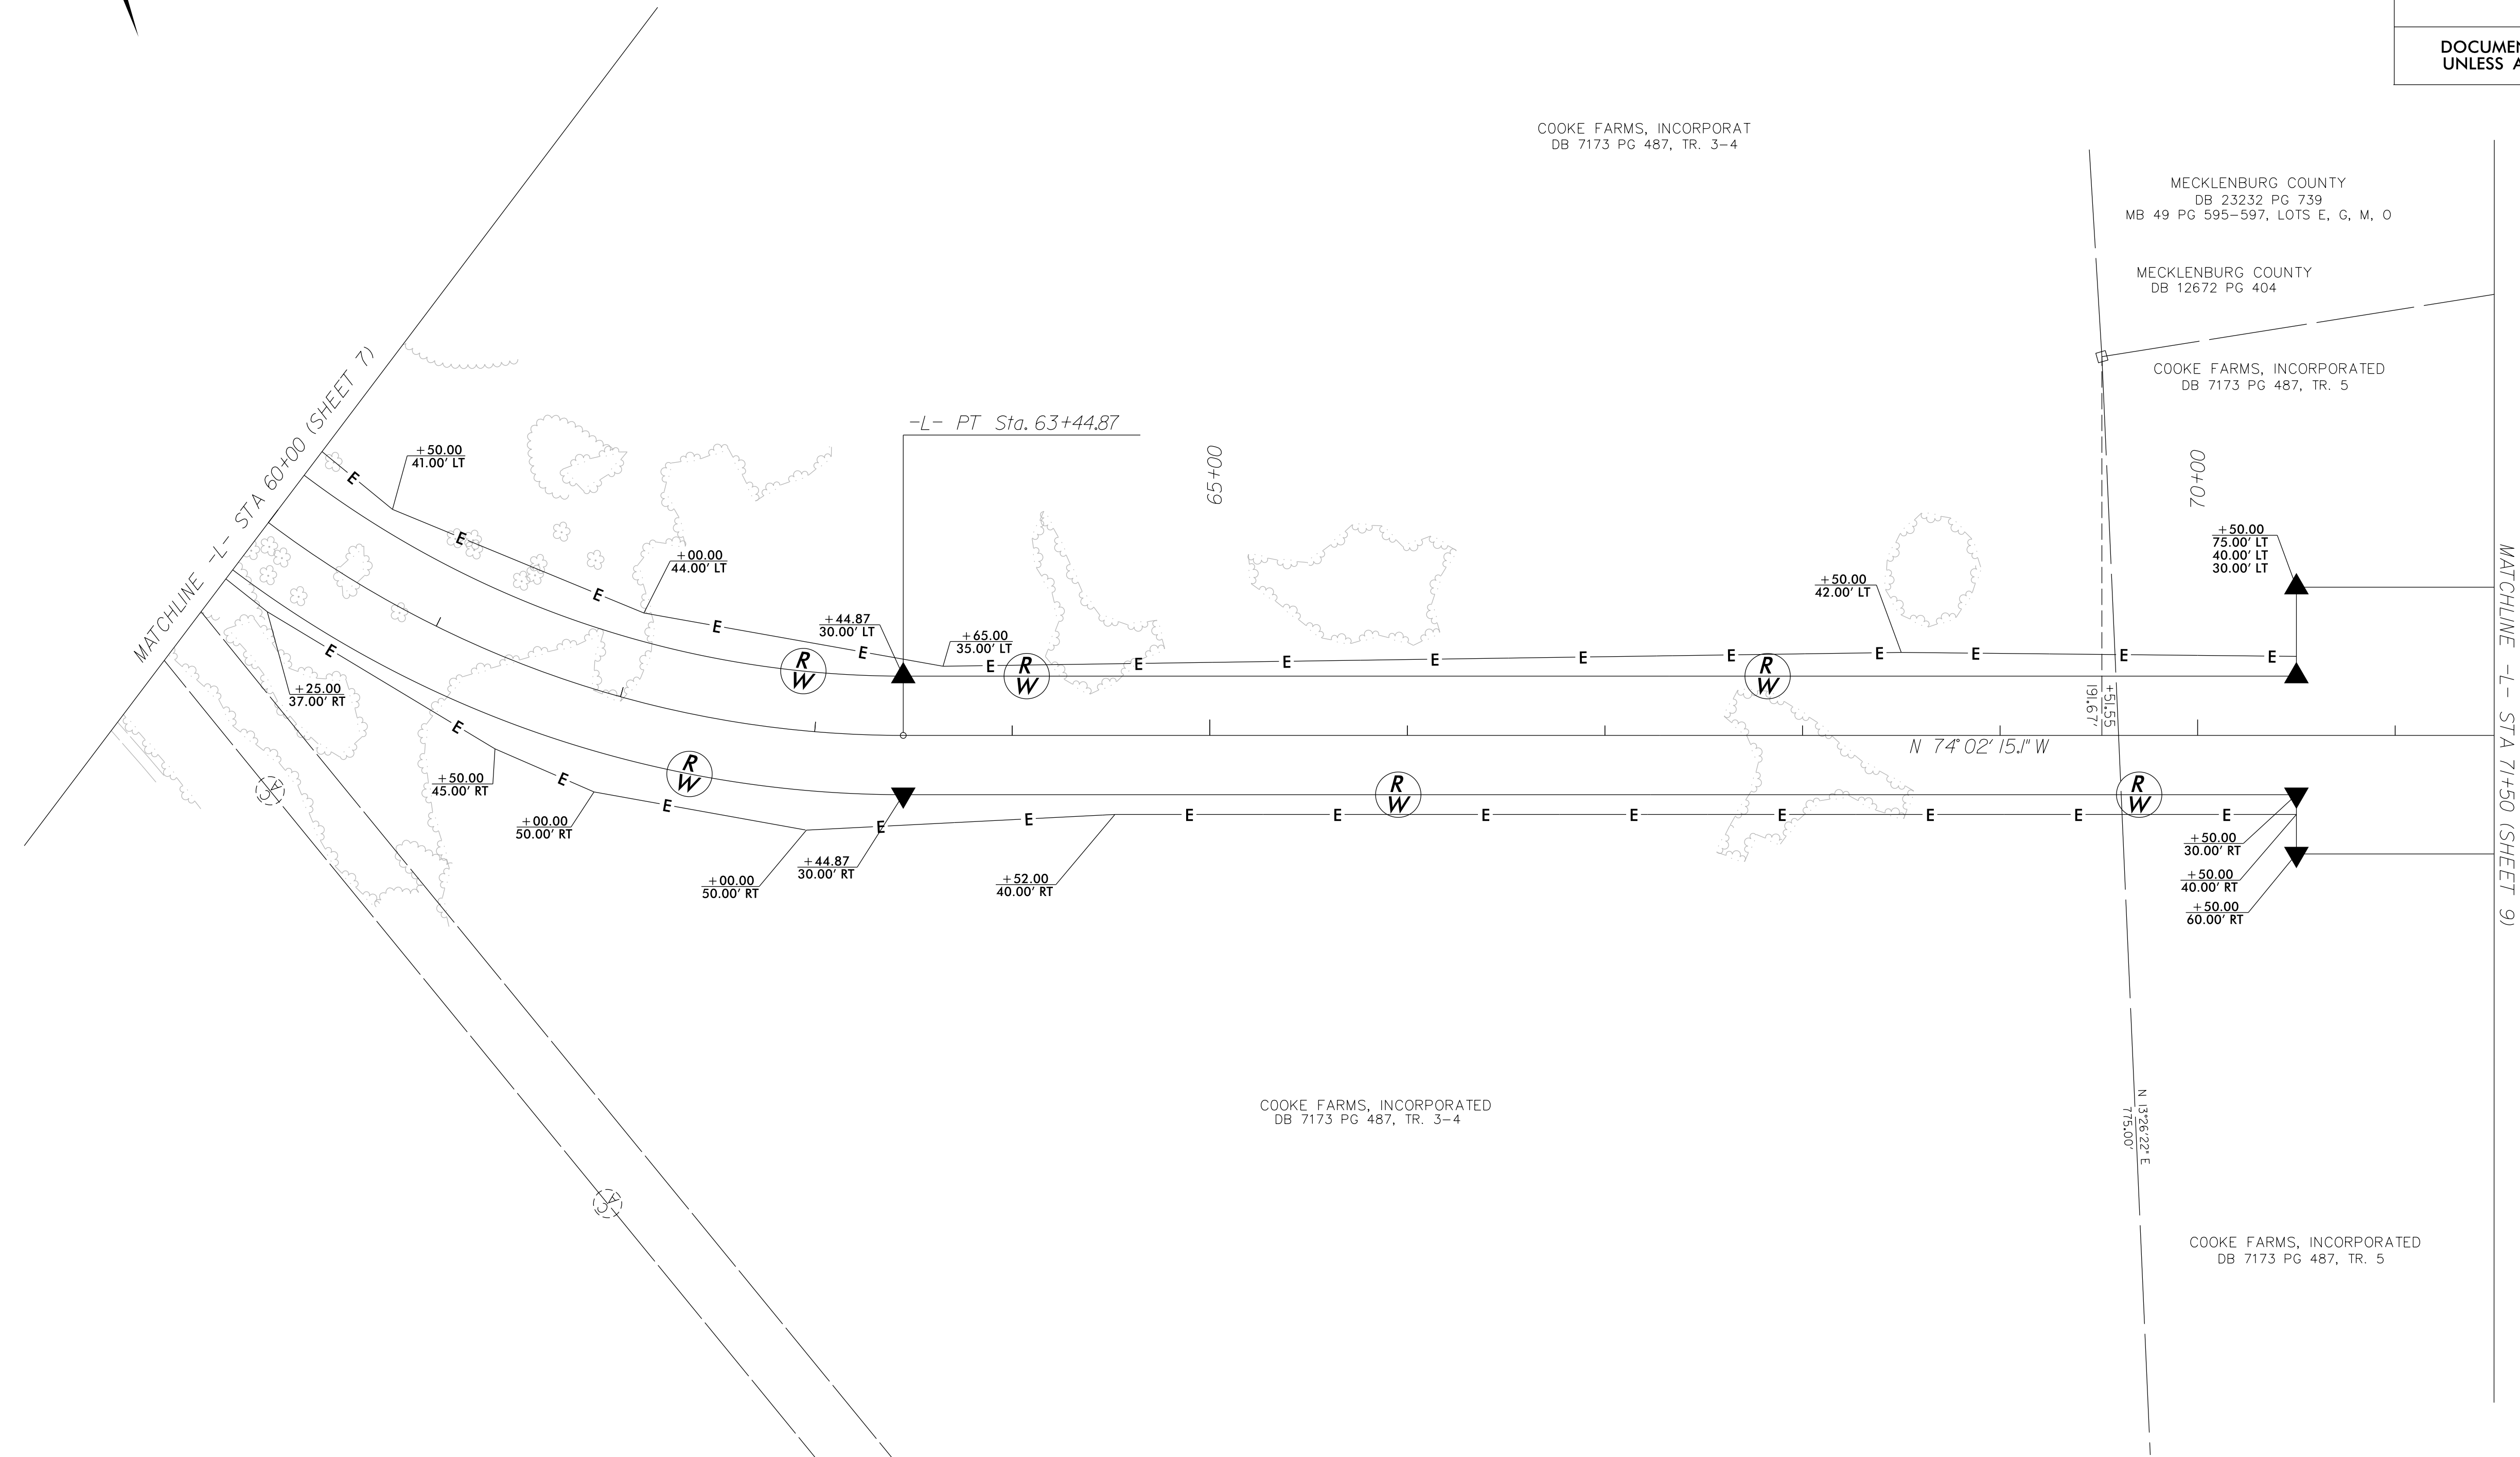 DOCUMEN
UNLESS A
COOKE FARMS, INCORPORAT
DB 7173 PG 487, TR. 3-4
MECKLENBURG COUNTY
DB 23232 PG 739
MB 49 PG 595-597, LOTS E, G, M, O
MECKLENBURG COUNTY
DB 12672 PG 404
COOKE FARMS, INCORPORATED
DB 7173 PG 487, TR. 5
MATCHLINE -L- STA 60+00 (SHEET 7)
-L- PT Sta. 63+44.87
65+00
70+00
+50.00
41.00' LT
E
E
+00.00
44.00' LT
E
E
+44.87
30.00' LT
E
+65.00
35.00' LT
E
E
E
E
E
E
+50.00
42.00' LT
E
E
E
E
+50.00
75.00' LT
40.00' LT
30.00' LT
R
W
R
W
R
W
+51.55
191.67'
N 74°02'15.1" W
MATCHLINE -L- STA 71+50 (SHEET 9)
+25.00
37.00' RT
E
E
+50.00
45.00' RT
E
+00.00
50.00' RT
E
R
W
+00.00
50.00' RT
+44.87
30.00' RT
E
E
+52.00
40.00' RT
E
E
R
W
E
E
E
E
E
R
W
E
+50.00
30.00' RT
+50.00
40.00' RT
+50.00
60.00' RT
3A
3A
COOKE FARMS, INCORPORATED
DB 7173 PG 487, TR. 3-4
N 13°26'22" E
775.00'
COOKE FARMS, INCORPORATED
DB 7173 PG 487, TR. 5